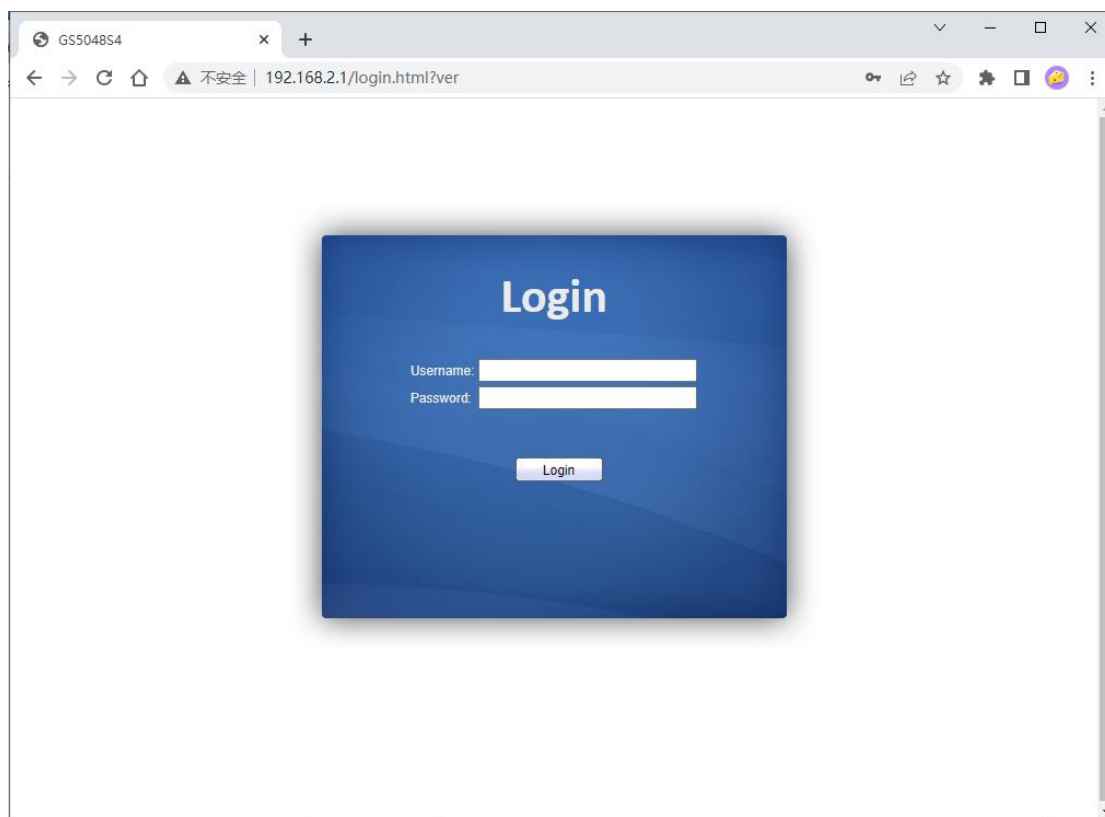 GS5048S4
不安全 192.168.2.1/login.html?ver
Login
Username:
Password:
Login